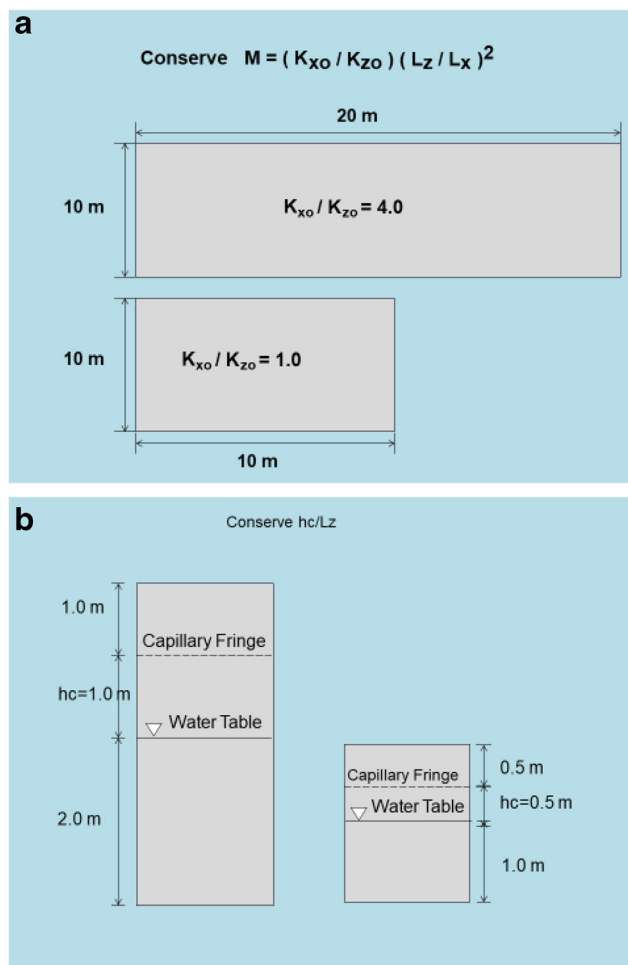 a
Conserve M = ( Kxo / Kzo ) ( Lz / Lx )²
20 m
10 m
Kxo / Kzo = 4.0
10 m
Kxo / Kzo = 1.0
10 m
b
Conserve hc/Lz
1.0 m
Capillary Fringe
hc=1.0 m
Water Table
2.0 m
0.5 m
Capillary Fringe
hc=0.5 m
Water Table
1.0 m